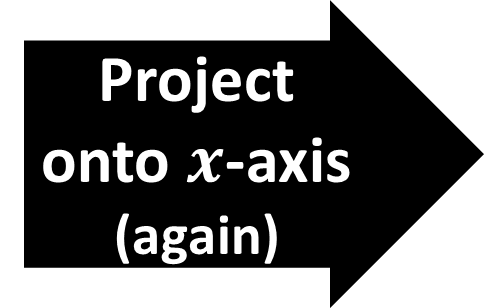 Project
onto x-axis
(again)